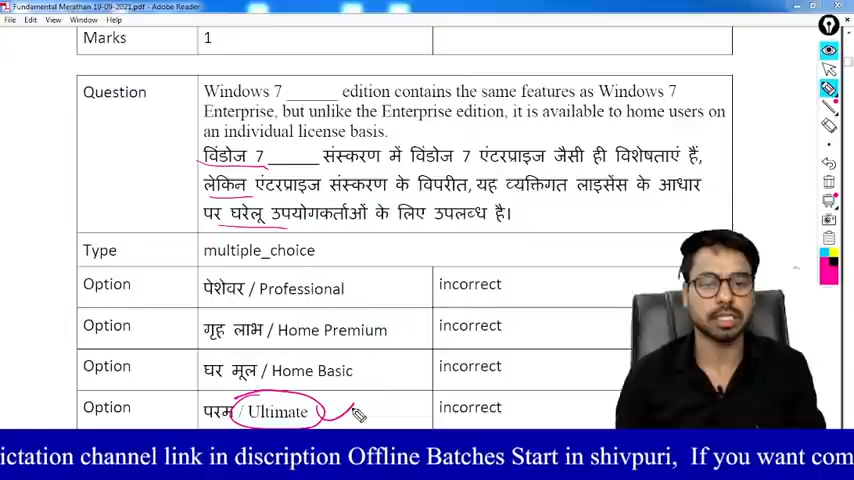 Fundamental Merathan 19-09-2021.pdf - Adobe Reader
File Edit View Window Help
Marks 1
Question Windows 7 ______ edition contains the same features as Windows 7
Enterprise, but unlike the Enterprise edition, it is available to home users on
an individual license basis.
विंडोज 7 ______ संस्करण में विंडोज 7 एंटरप्राइज जैसी ही विशेषताएं हैं,
लेकिन एंटरप्राइज संस्करण के विपरीत, यह व्यक्तिगत लाइसेंस के आधार
पर घरेलू उपयोगकर्ताओं के लिए उपलब्ध है।
Type multiple_choice
Option पेशेवर / Professional incorrect
Option गृह लाभ / Home Premium incorrect
Option घर मूल / Home Basic incorrect
Option परम / Ultimate incorrect
ictation channel link in discription Offline Batches Start in shivpuri, If you want com